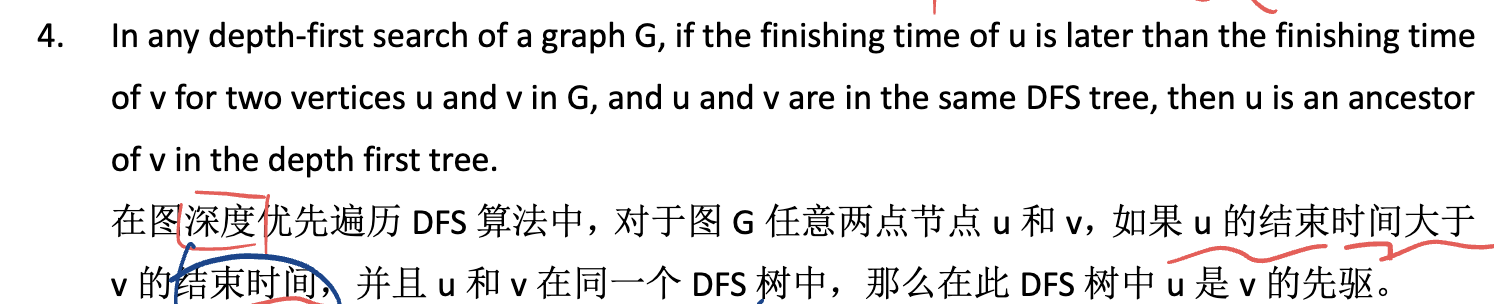 4. In any depth-first search of a graph G, if the finishing time of u is later than the finishing time
of v for two vertices u and v in G, and u and v are in the same DFS tree, then u is an ancestor
of v in the depth first tree.
在图深度优先遍历 DFS 算法中，对于图 G 任意两点节点 u 和 v，如果 u 的结束时间大于
v 的结束时间，并且 u 和 v 在同一个 DFS 树中，那么在此 DFS 树中 u 是 v 的先驱。